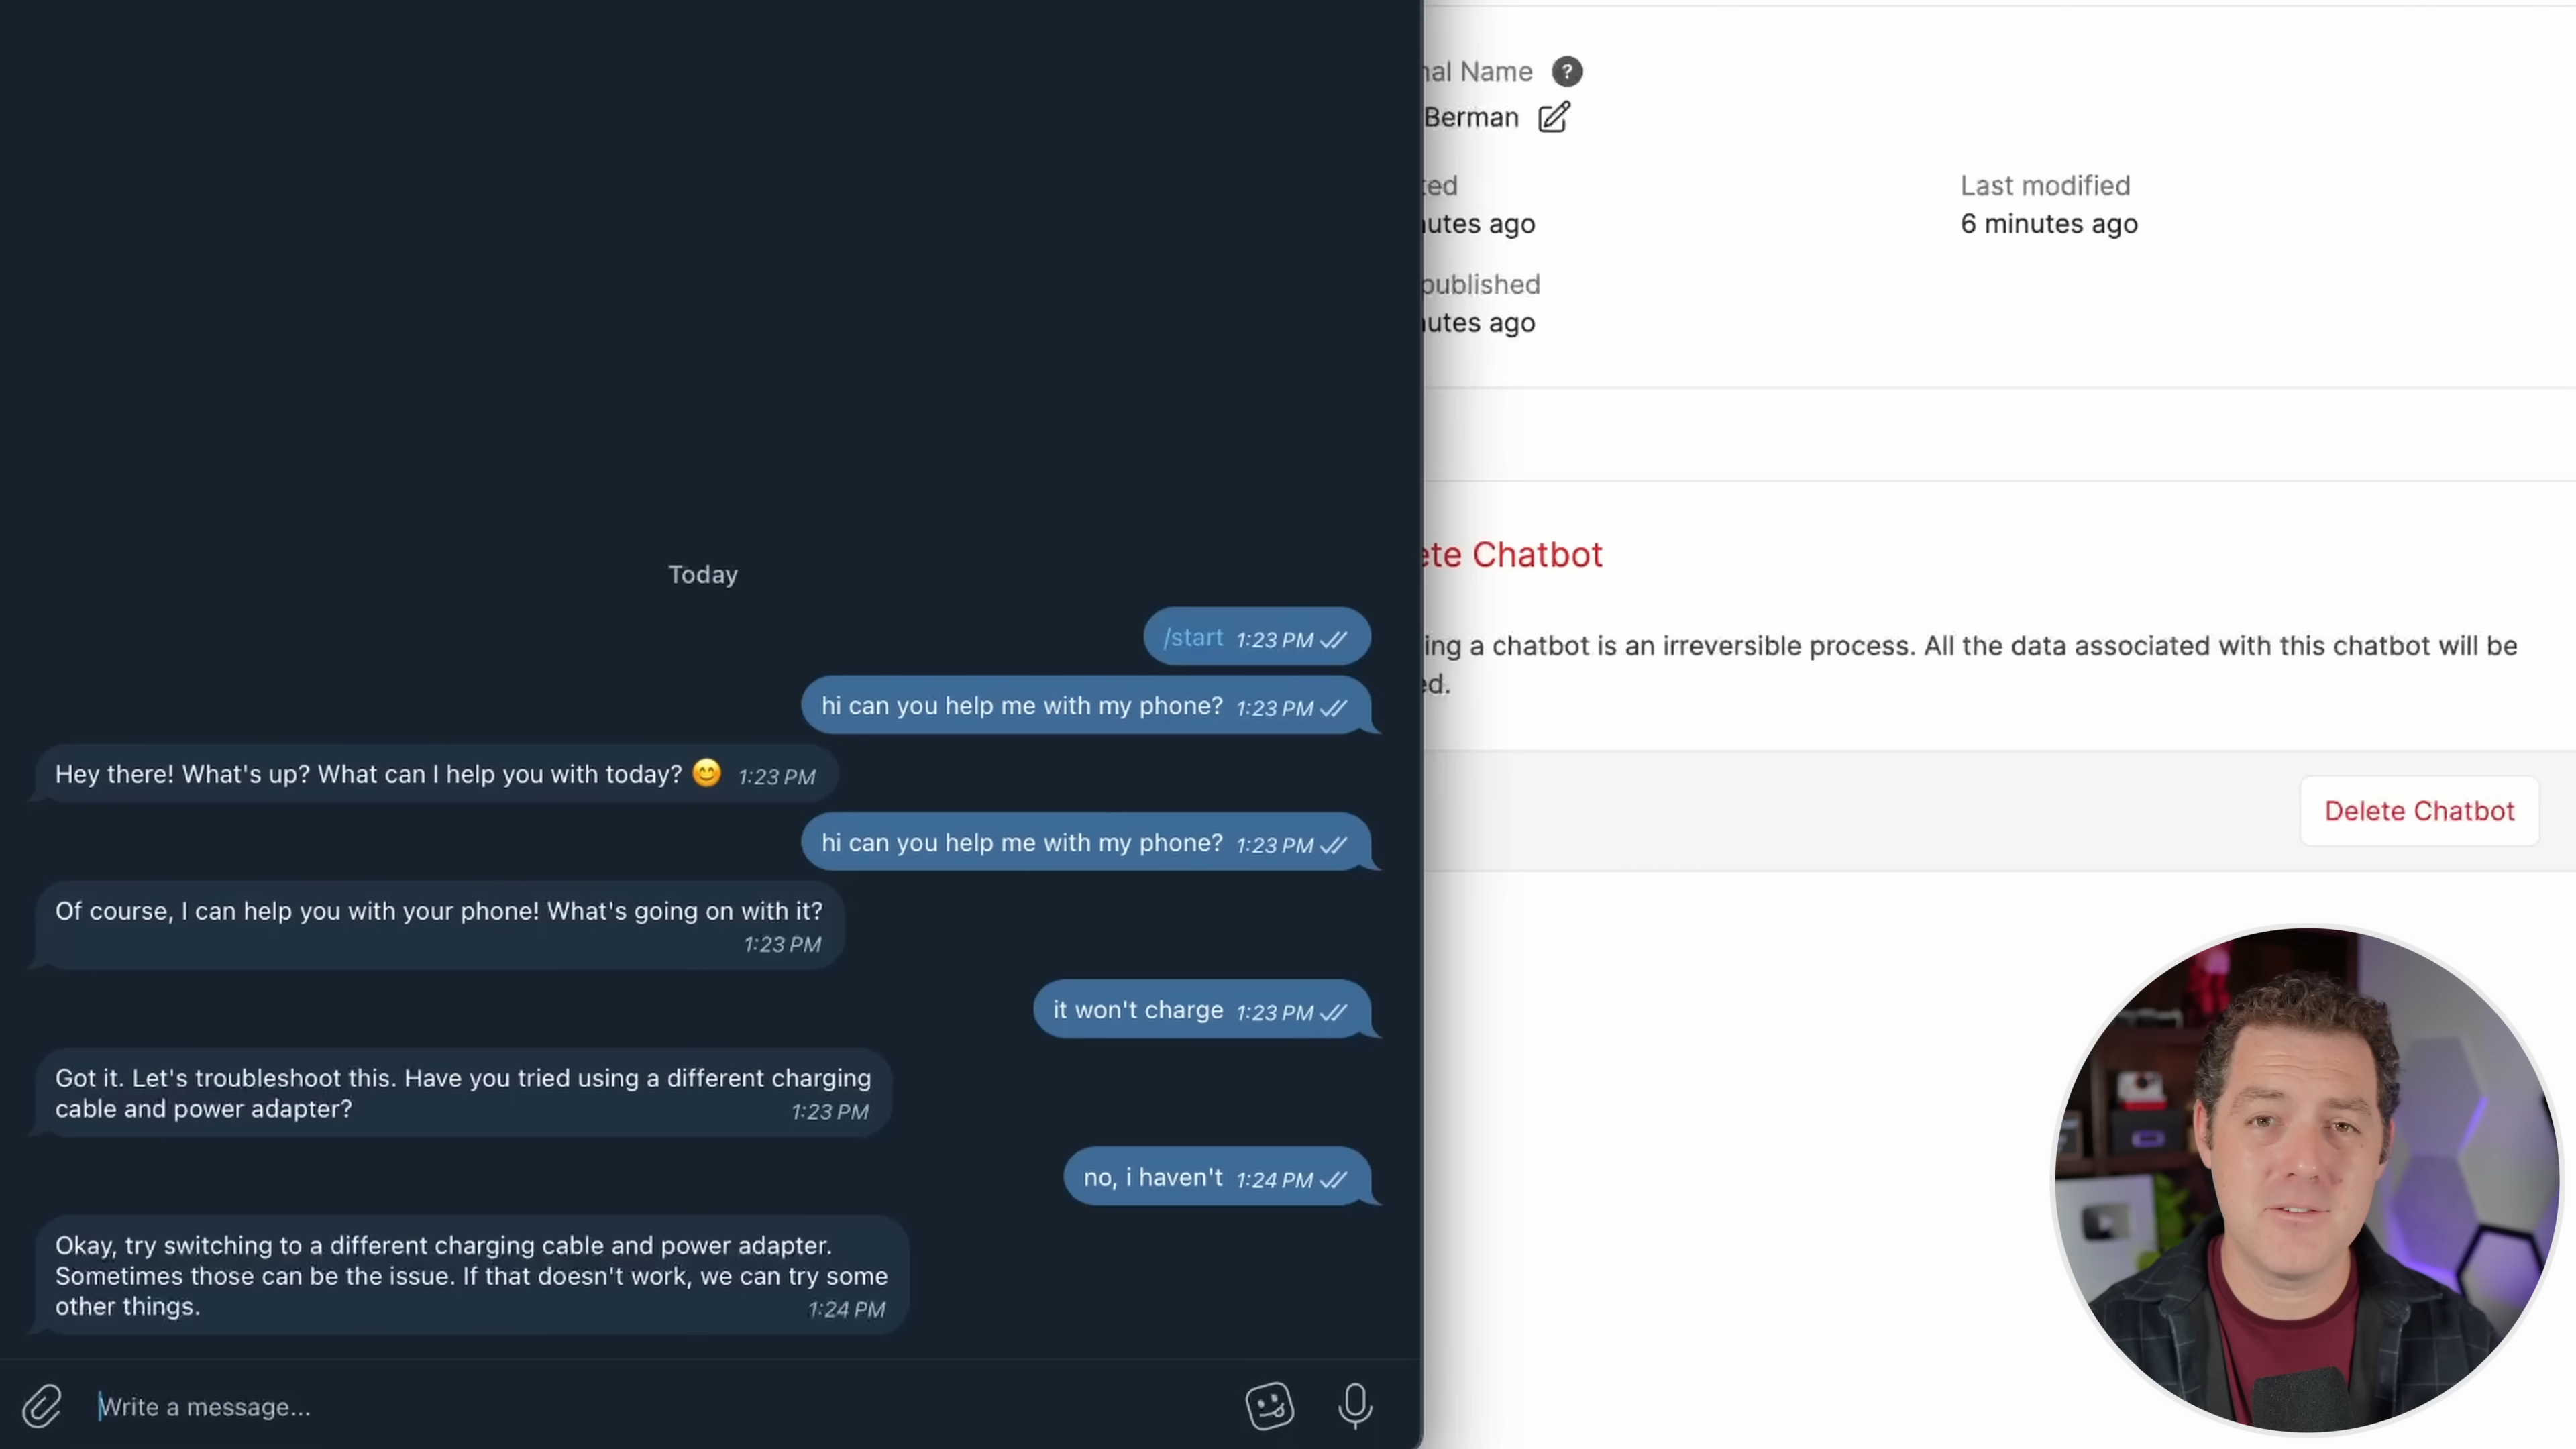 Today
/start 1:23 PM
hi can you help me with my phone? 1:23 PM
Hey there! What's up? What can I help you with today? 😊 1:23 PM
hi can you help me with my phone? 1:23 PM
Of course, I can help you with your phone! What's going on with it?
1:23 PM
it won't charge 1:23 PM
Got it. Let's troubleshoot this. Have you tried using a different charging
cable and power adapter? 1:23 PM
no, i haven't 1:24 PM
Okay, try switching to a different charging cable and power adapter.
Sometimes those can be the issue. If that doesn't work, we can try some
other things. 1:24 PM
Write a message...
nal Name ?
Berman
ted
Last modified
nutes ago
6 minutes ago
published
nutes ago
ete Chatbot
ing a chatbot is an irreversible process. All the data associated with this chatbot will be
ed.
Delete Chatbot